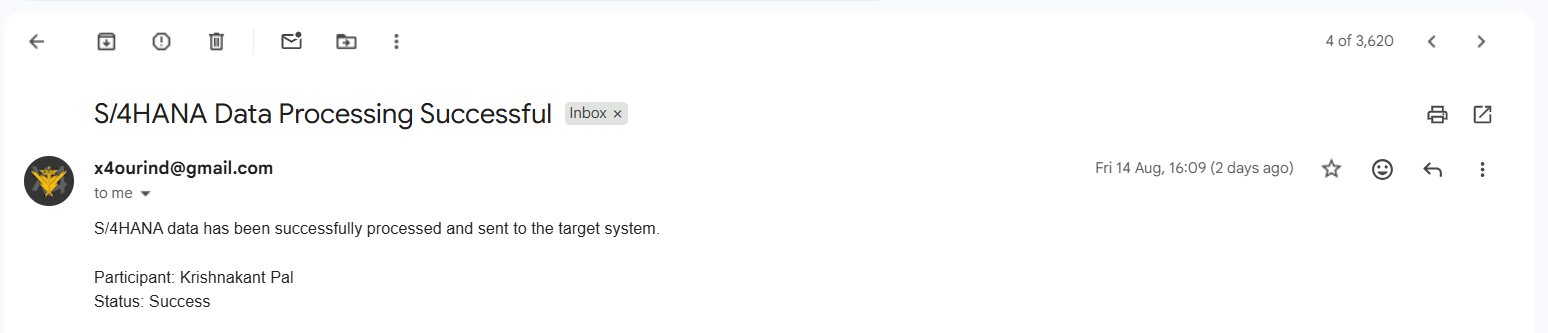 4 of 3,620
S/4HANA Data Processing Successful
Inbox ×
x4ourind@gmail.com
Fri 14 Aug, 16:09 (2 days ago)
to me
S/4HANA data has been successfully processed and sent to the target system.
Participant: Krishnakant Pal
Status: Success